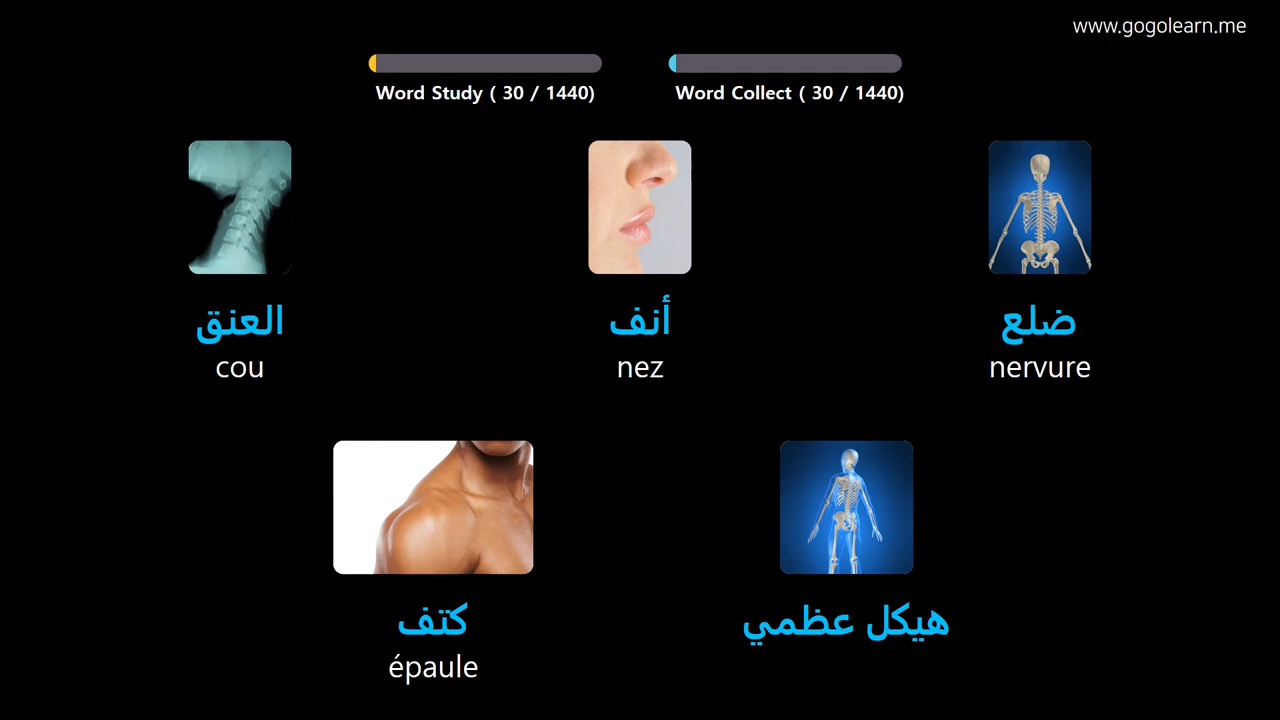 www.gogolearn.me
Word Study ( 30 / 1440)
Word Collect ( 30 / 1440)
العنق
cou
أنف
nez
ضلع
nervure
كتف
épaule
هيكل عظمي